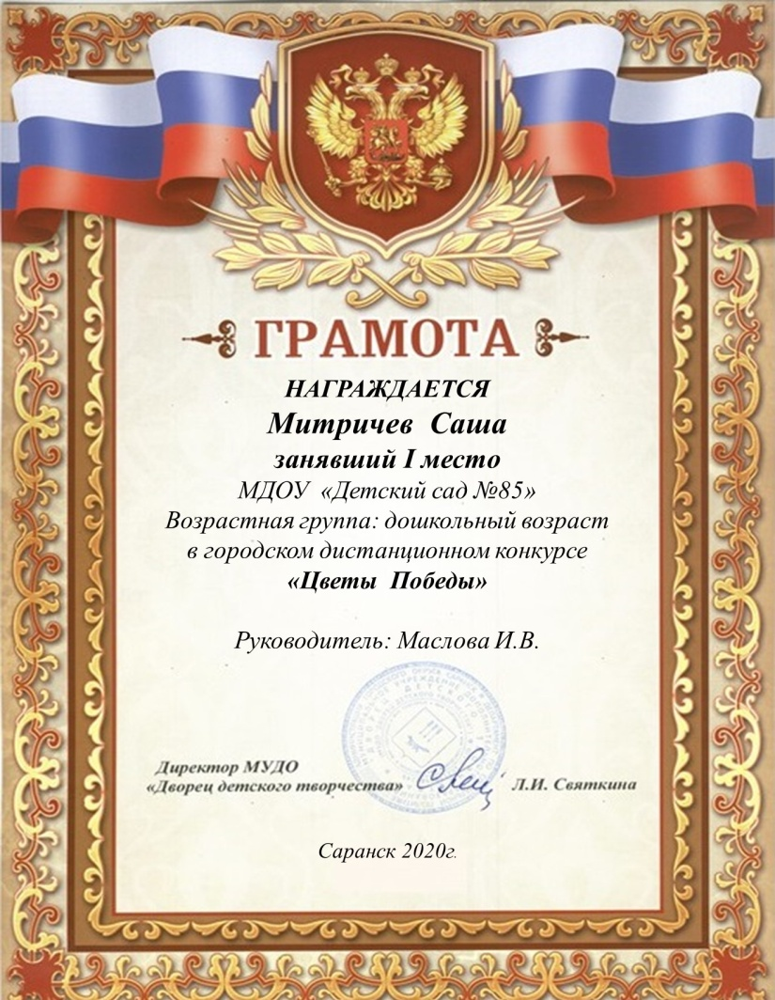 ГРАМОТА
НАГРАЖДАЕТСЯ
Митричев Саша
занявший I место
МДОУ «Детский сад №85»
Возрастная группа: дошкольный возраст
в городском дистанционном конкурсе
«Цветы Победы»
Руководитель: Маслова И.В.
Директор МУДО
«Дворец детского творчества» Л.И. Святкина
Саранск 2020г.